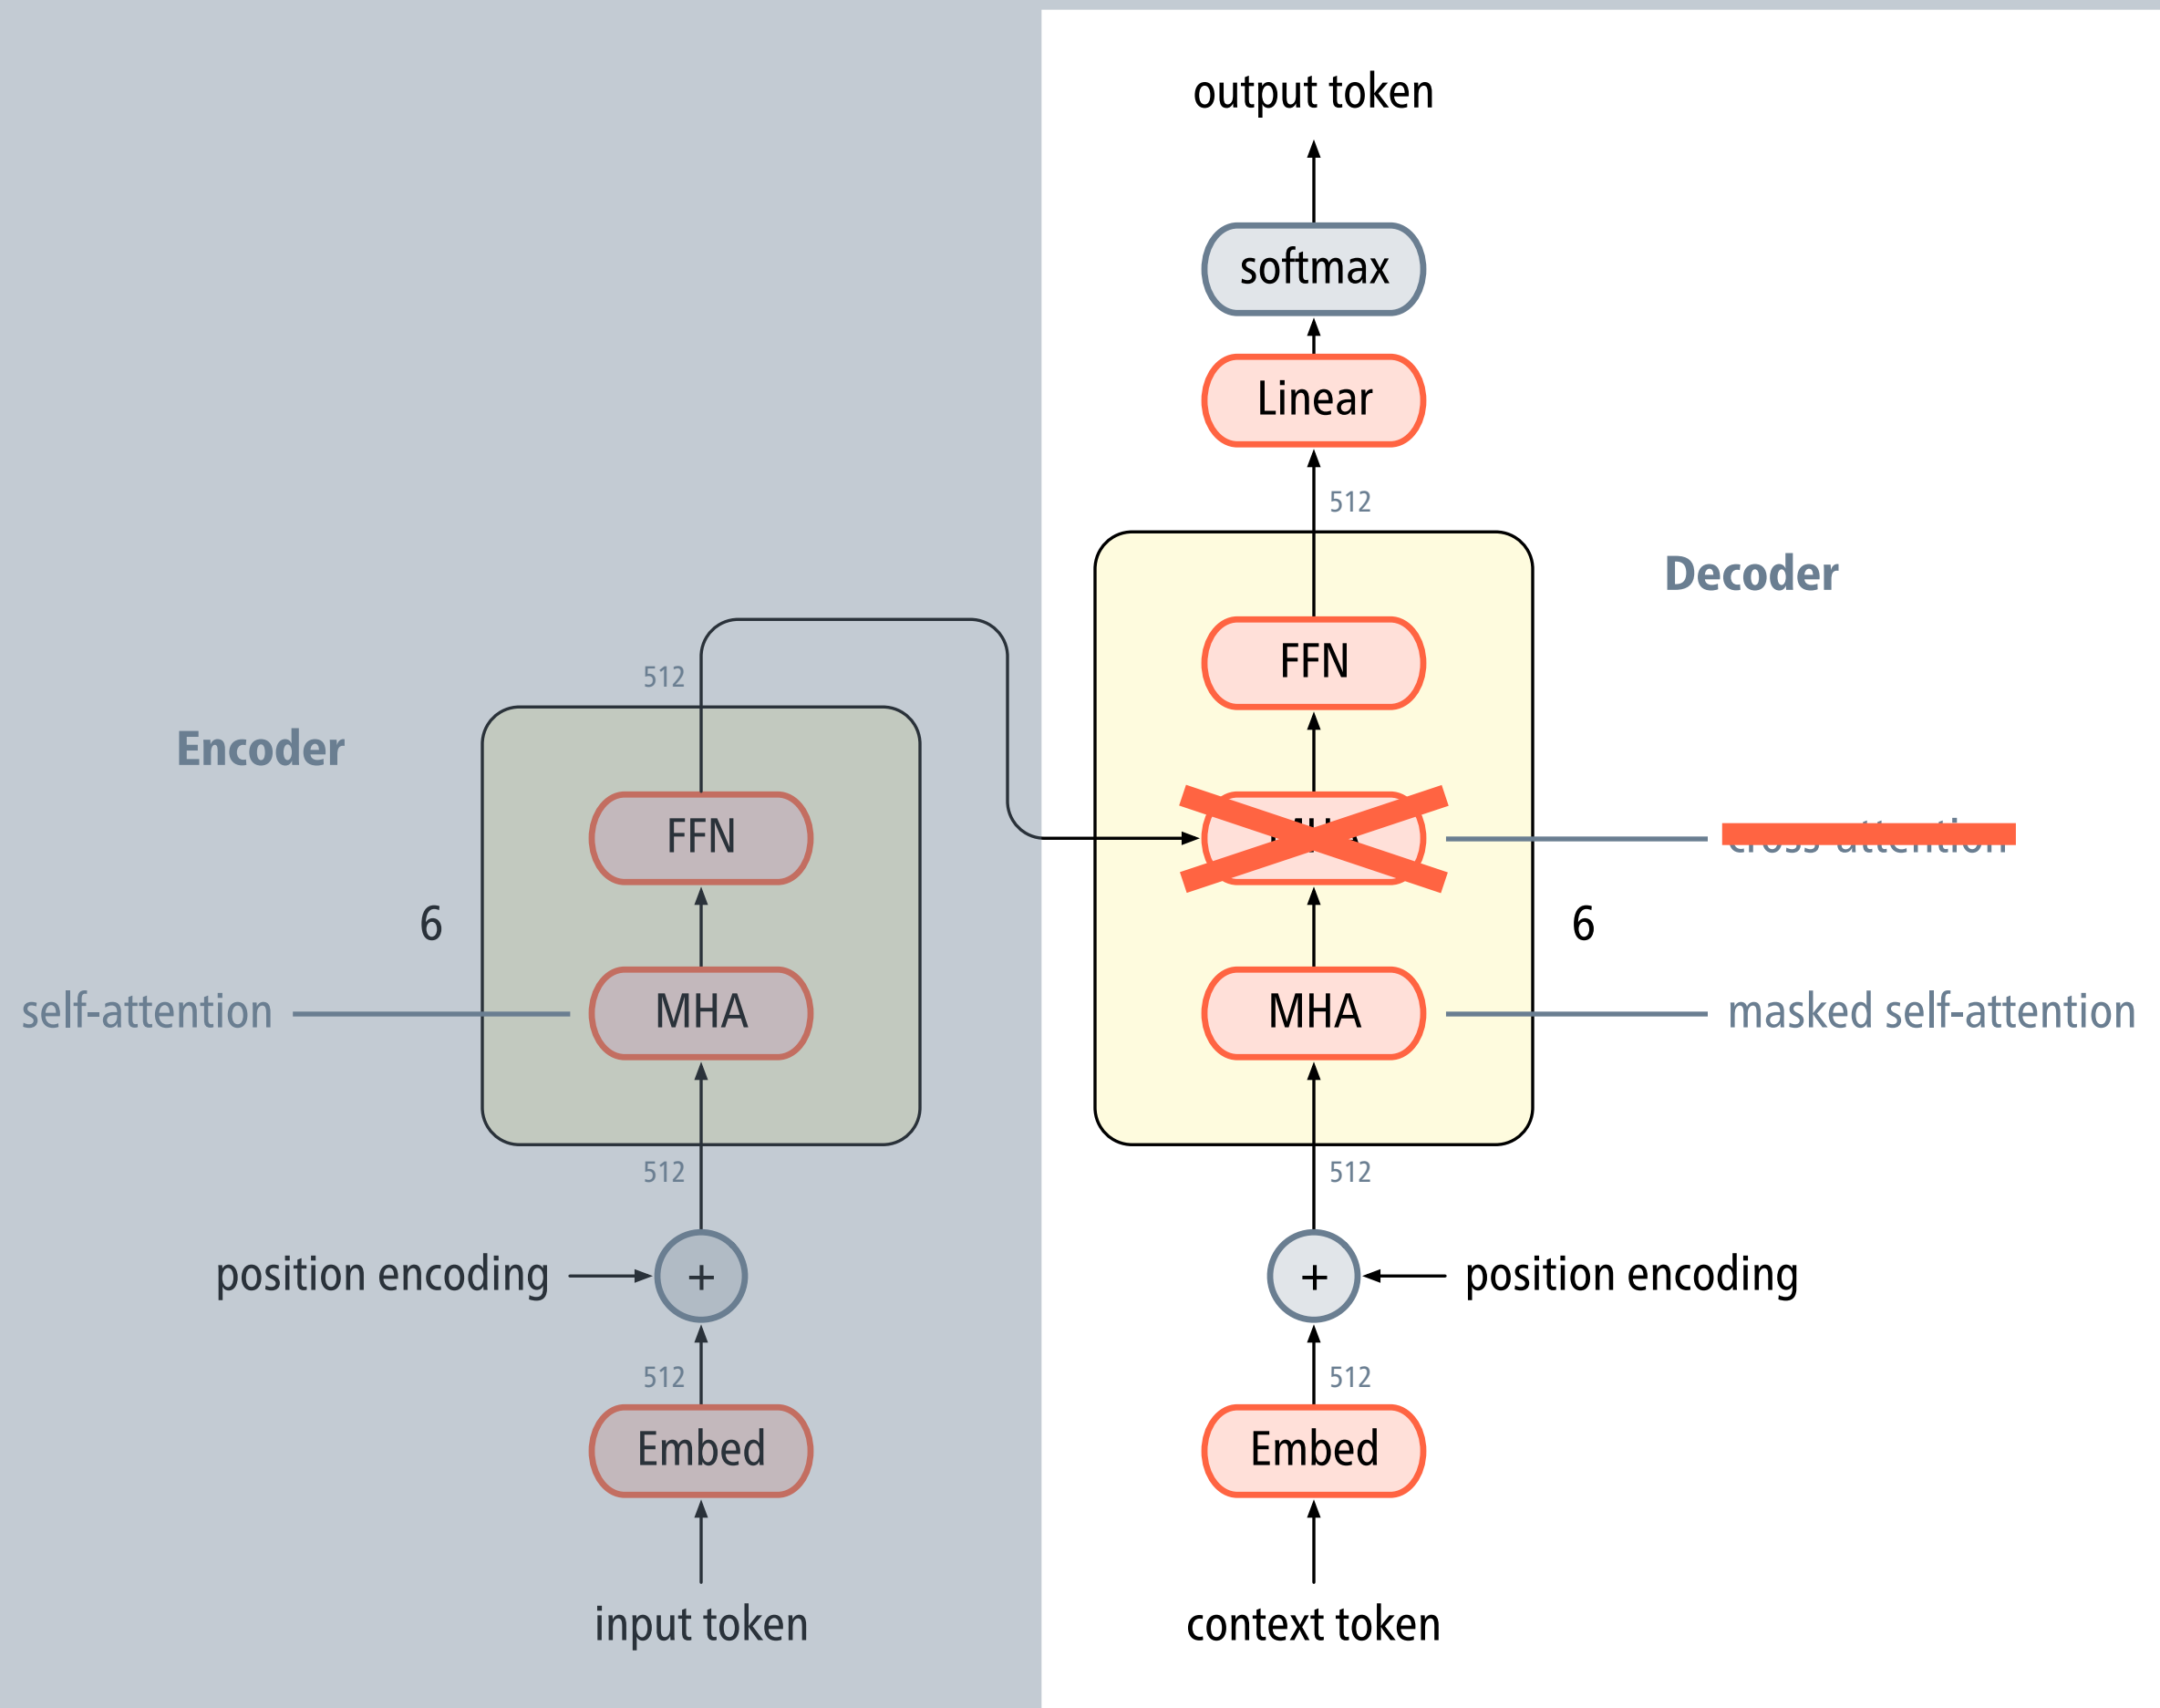 output token
softmax
Linear
512
Decoder
FFN
512
Encoder
FFN
6
6
self-attention
MHA
MHA
masked self-attention
512
512
position encoding
+
+
position encoding
512
512
Embed
Embed
input token
context token